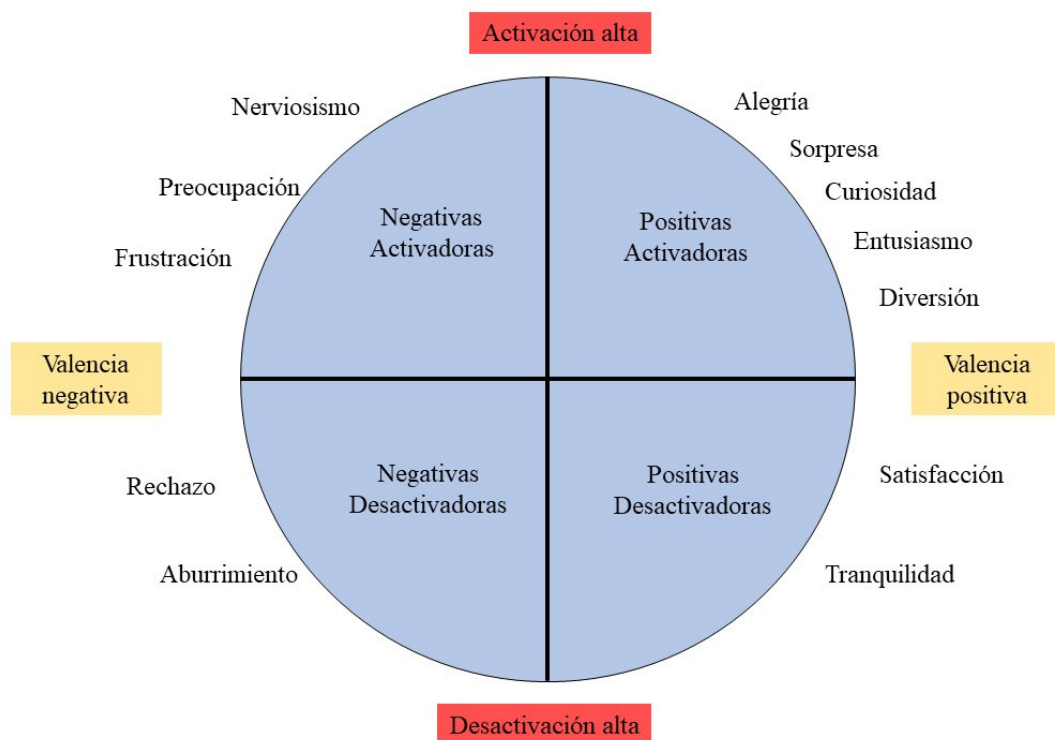 Activación alta
Nerviosismo
Alegría
Sorpresa
Preocupación
Curiosidad
Negativas
Activadoras
Positivas
Activadoras
Frustración
Entusiasmo
Diversión
Valencia
negativa
Valencia
positiva
Rechazo
Negativas
Desactivadoras
Positivas
Desactivadoras
Satisfacción
Aburrimiento
Tranquilidad
Desactivación alta